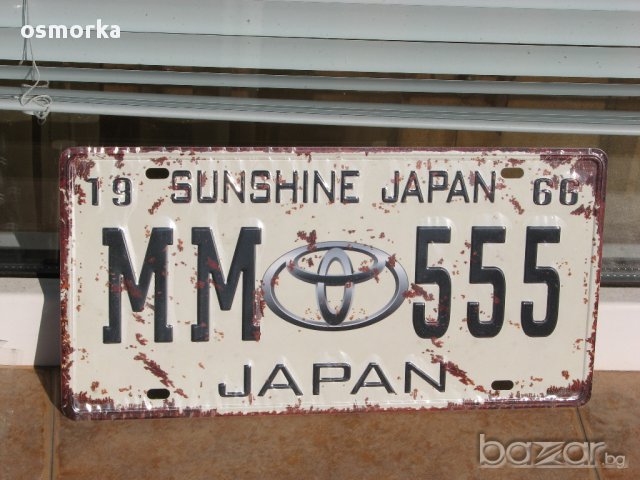 osmorka
19 SUNSHINE JAPAN 66
MM 555
JAPAN
bazar.bg